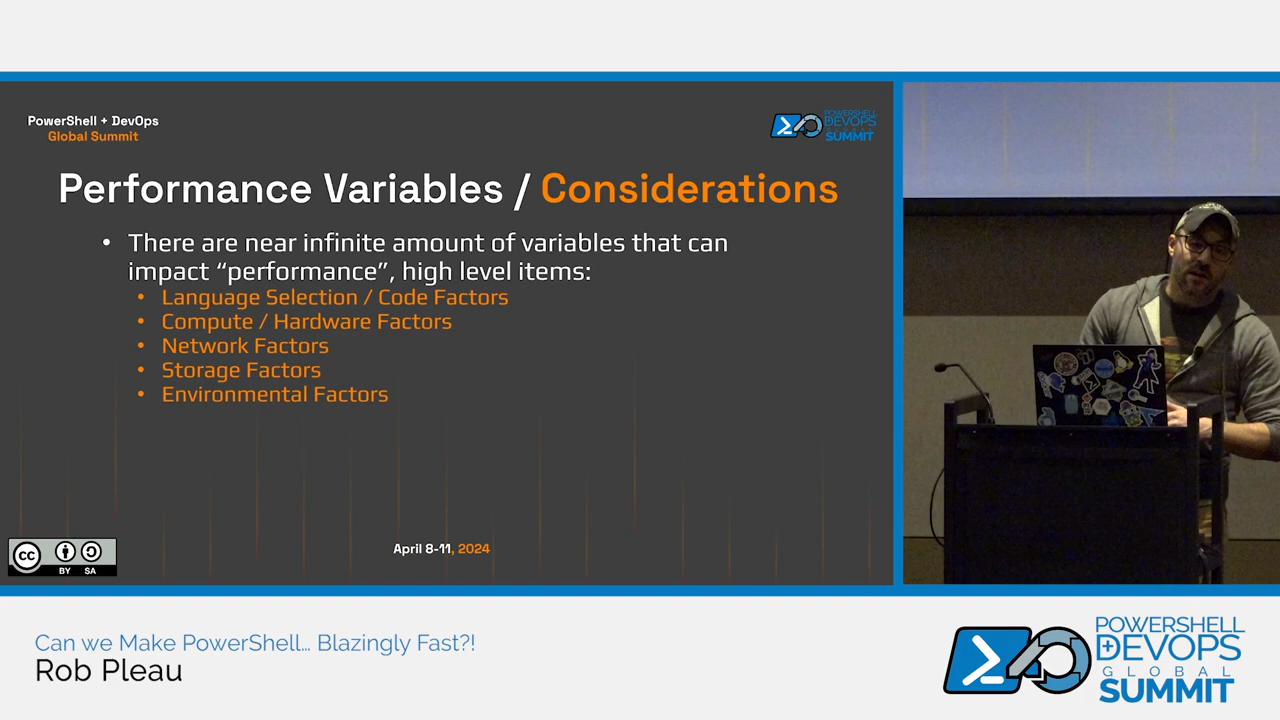 PowerShell + DevOps
Global Summit
POWERSHELL
DEVOPS
GLOBAL
SUMMIT
Performance Variables / Considerations
• There are near infinite amount of variables that can
impact “performance”, high level items:
• Language Selection / Code Factors
• Compute / Hardware Factors
• Network Factors
• Storage Factors
• Environmental Factors
April 8-11, 2024
cc
BY SA
Can we Make PowerShell... Blazingly Fast?!
Rob Pleau
POWERSHELL
DEVOPS
GLOBAL
SUMMIT